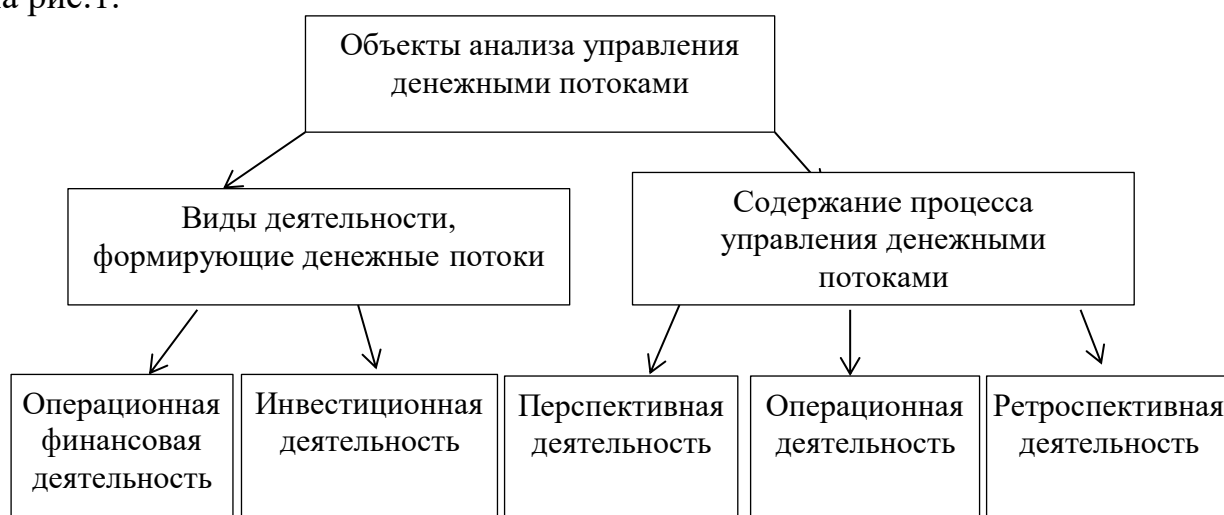 на рис.1.
Объекты анализа управления
денежными потоками
Виды деятельности,
формирующие денежные потоки
Содержание процесса
управления денежными
потоками
Операционная
финансовая
деятельность
Инвестиционная
деятельность
Перспективная
деятельность
Операционная
деятельность
Ретроспективная
деятельность